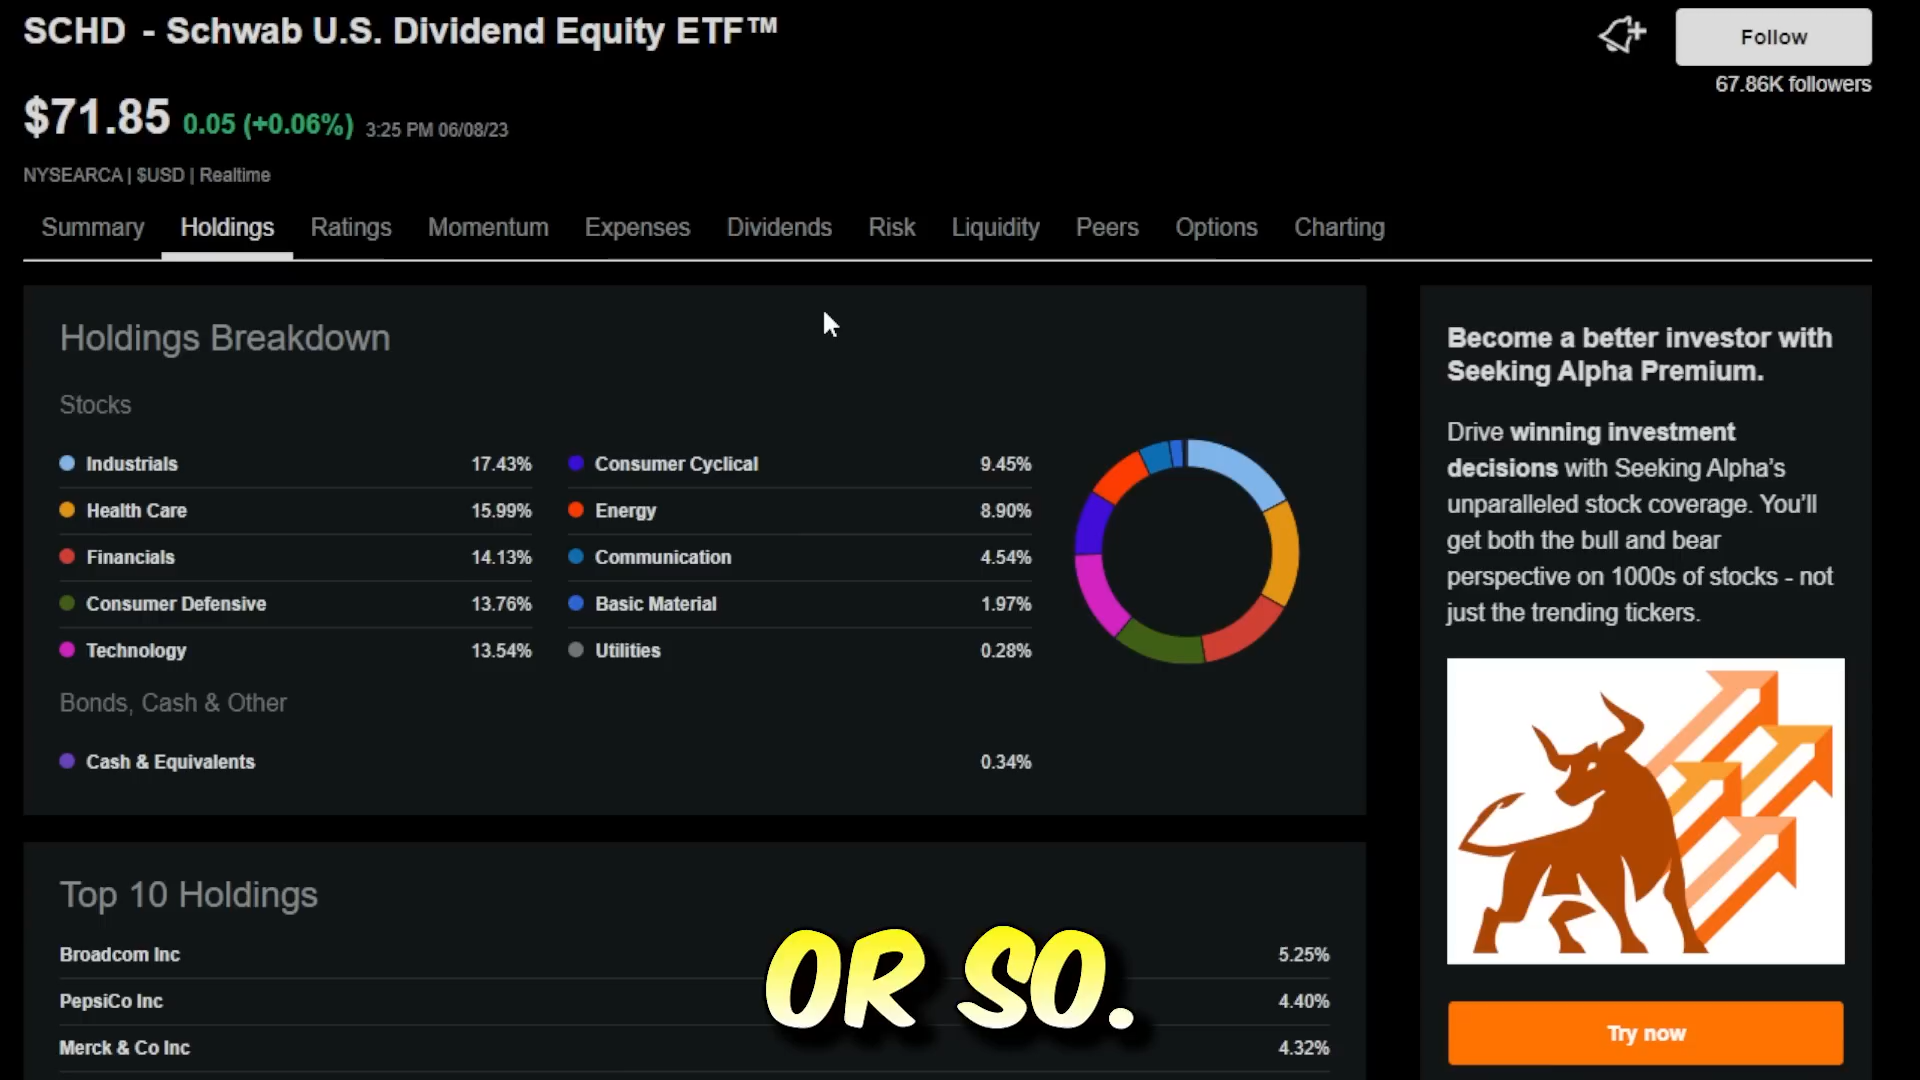 SCHD - Schwab U.S. Dividend Equity ETF™
Follow
67.86K followers
$71.85 0.05 (+0.06%) 3:25 PM 06/08/23
NYSEARCA | $USD | Realtime
Summary Holdings Ratings Momentum Expenses Dividends Risk Liquidity Peers Options Charting
Holdings Breakdown
Stocks
Industrials 17.43% Consumer Cyclical 9.45%
Health Care 15.99% Energy 8.90%
Financials 14.13% Communication 4.54%
Consumer Defensive 13.76% Basic Material 1.97%
Technology 13.54% Utilities 0.28%
Bonds, Cash & Other
Cash & Equivalents 0.34%
Top 10 Holdings
Broadcom Inc 5.25%
PepsiCo Inc 4.40%
Merck & Co Inc 4.32%
OR SO.
Become a better investor with
Seeking Alpha Premium.
Drive winning investment
decisions with Seeking Alpha's
unparalleled stock coverage. You'll
get both the bull and bear
perspective on 1000s of stocks - not
just the trending tickers.
Try now